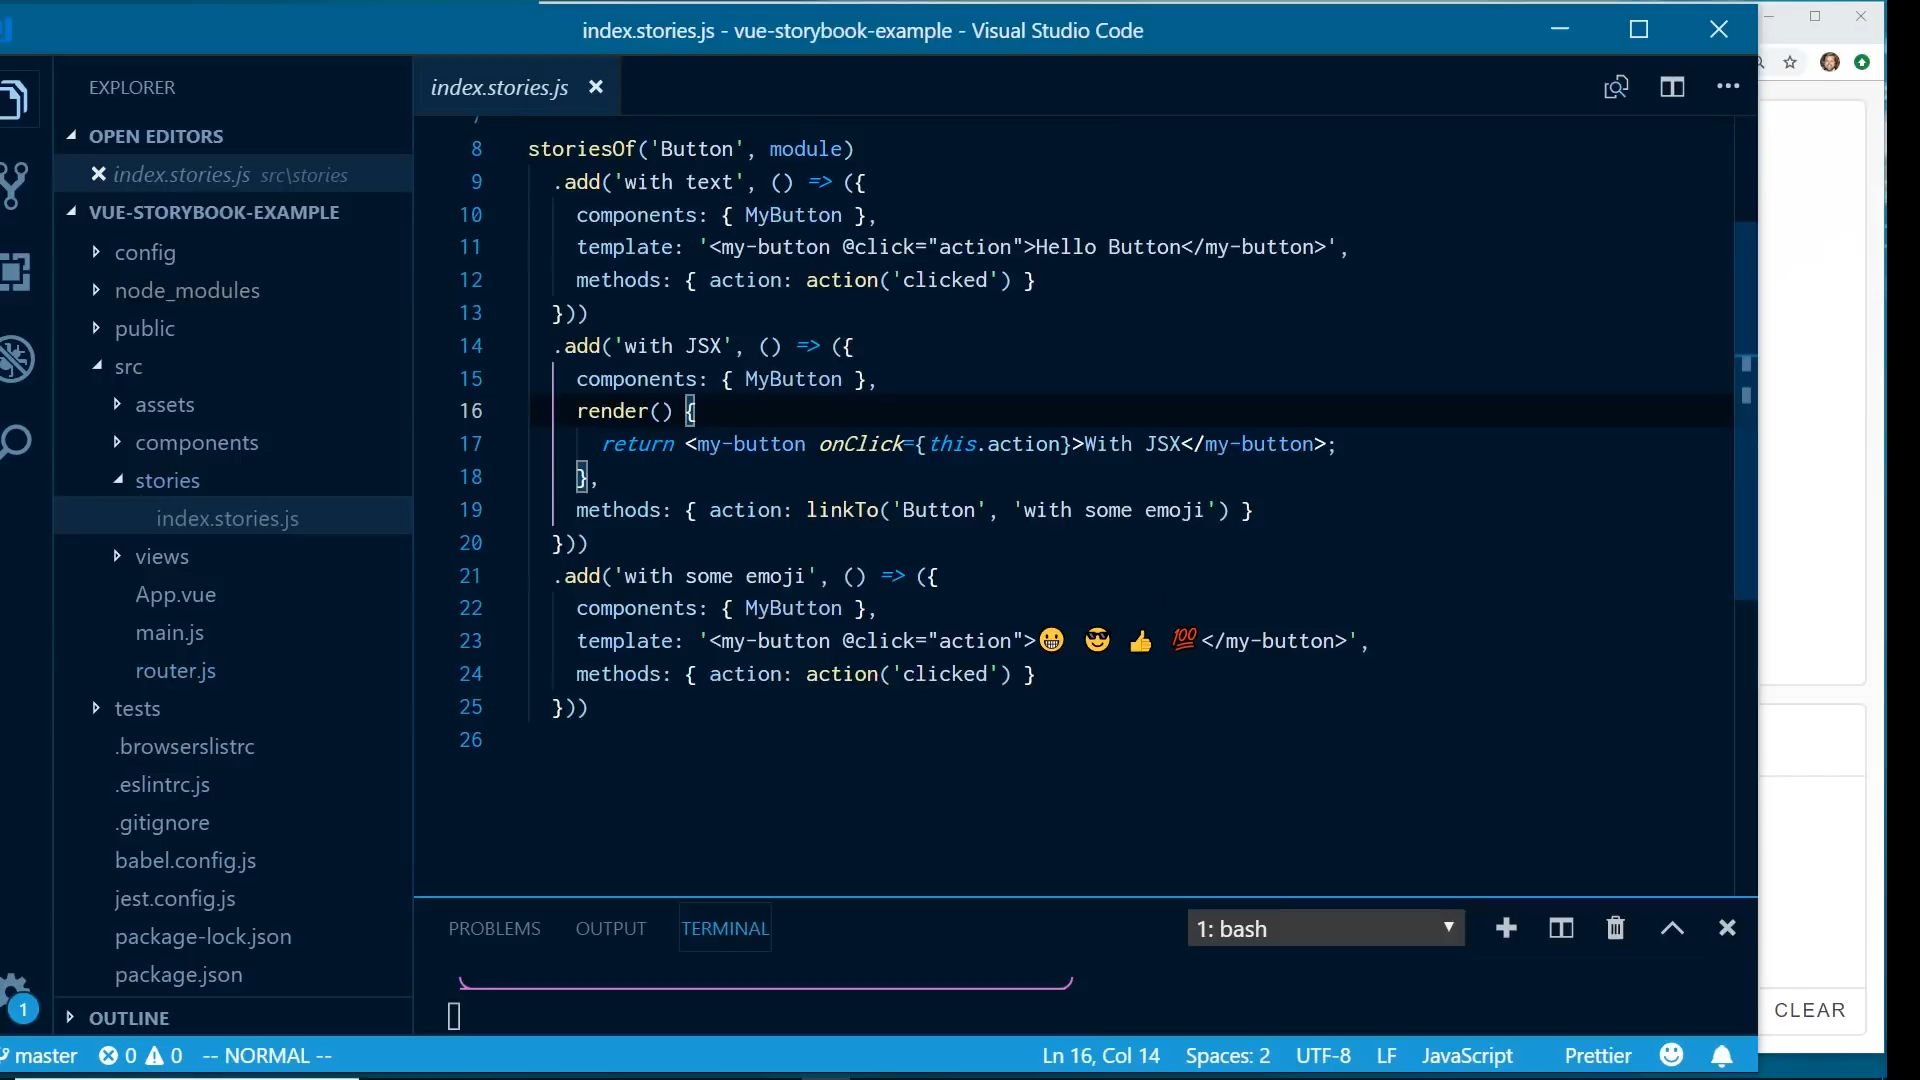 index.stories.js - vue-storybook-example - Visual Studio Code
EXPLORER
OPEN EDITORS
index.stories.js src\stories
VUE-STORYBOOK-EXAMPLE
config
node_modules
public
src
assets
components
stories
index.stories.js
views
App.vue
main.js
router.js
tests
.browserslistrc
.eslintrc.js
.gitignore
babel.config.js
jest.config.js
package-lock.json
package.json
OUTLINE
1
index.stories.js
8 storiesOf('Button', module)
9 .add('with text', () => ({
10 components: { MyButton },
11 template: '<my-button @click="action">Hello Button</my-button>',
12 methods: { action: action('clicked') }
13 }))
14 .add('with JSX', () => ({
15 components: { MyButton },
16 render() {
17 return <my-button onClick={this.action}>With JSX</my-button>;
18 },
19 methods: { action: linkTo('Button', 'with some emoji') }
20 }))
21 .add('with some emoji', () => ({
22 components: { MyButton },
23 template: '<my-button @click="action">😀 😎 👍 💯</my-button>',
24 methods: { action: action('clicked') }
25 }))
26
PROBLEMS OUTPUT TERMINAL 1: bash
CLEAR
master 0 0 -- NORMAL -- Ln 16, Col 14 Spaces: 2 UTF-8 LF JavaScript Prettier